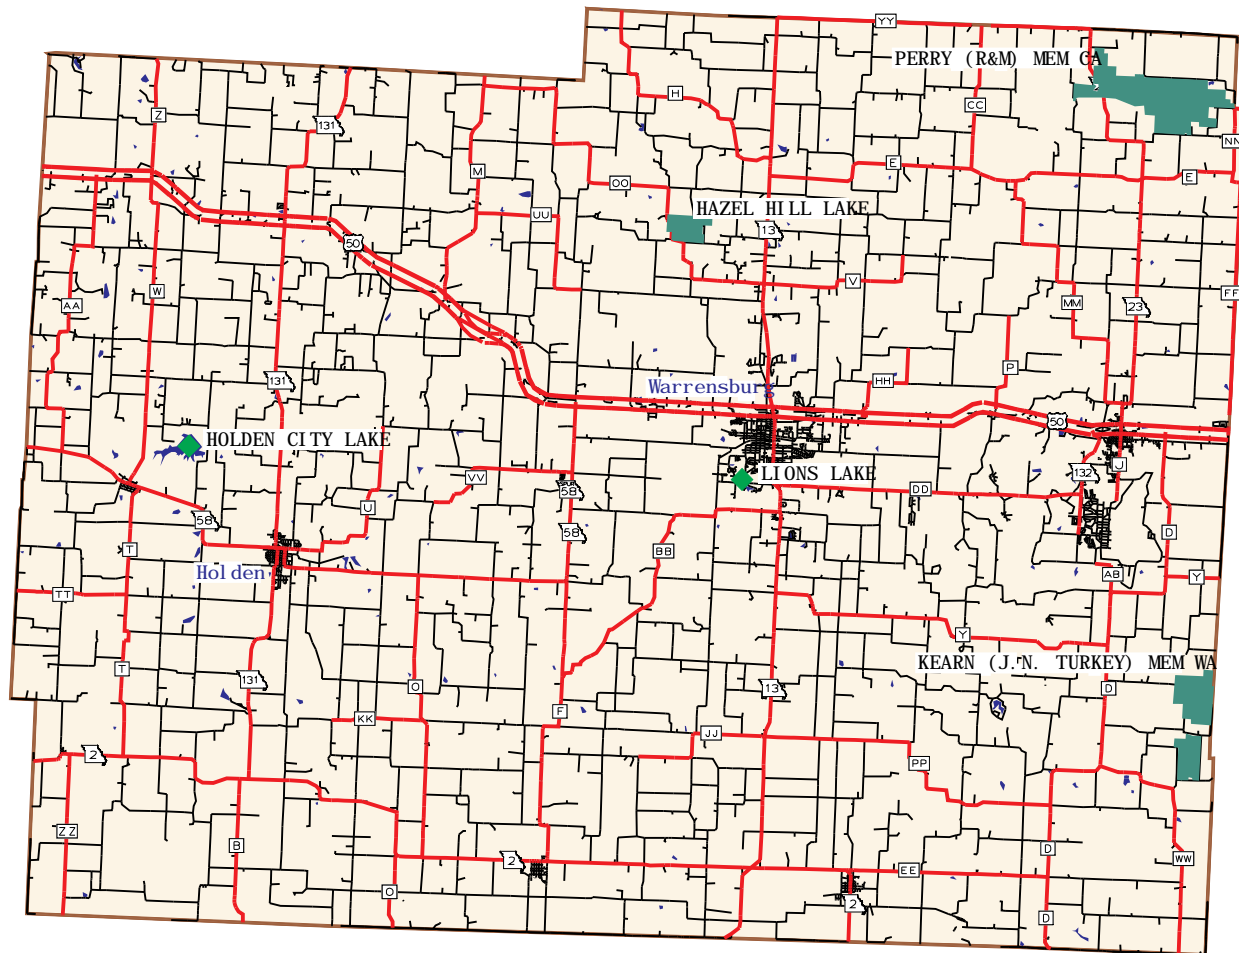 YY
PERRY (R&M) MEM CA
Z
131
H
CC
NN
M
OO
E
E
UU
HAZEL HILL LAKE
13
50
W
AA
V
MM
23
FF
131
Warrensburg
HH
P
50
HOLDEN CITY LAKE
LIONS LAKE
VV
58
DD
132
J
58
U
58
T
BB
D
Holden
AB
Y
TT
Y
KEARN (J.N. TURKEY) MEM WA
T
131
O
13
D
KK
F
JJ
2
PP
ZZ
B
2
EE
D
WW
O
2
D